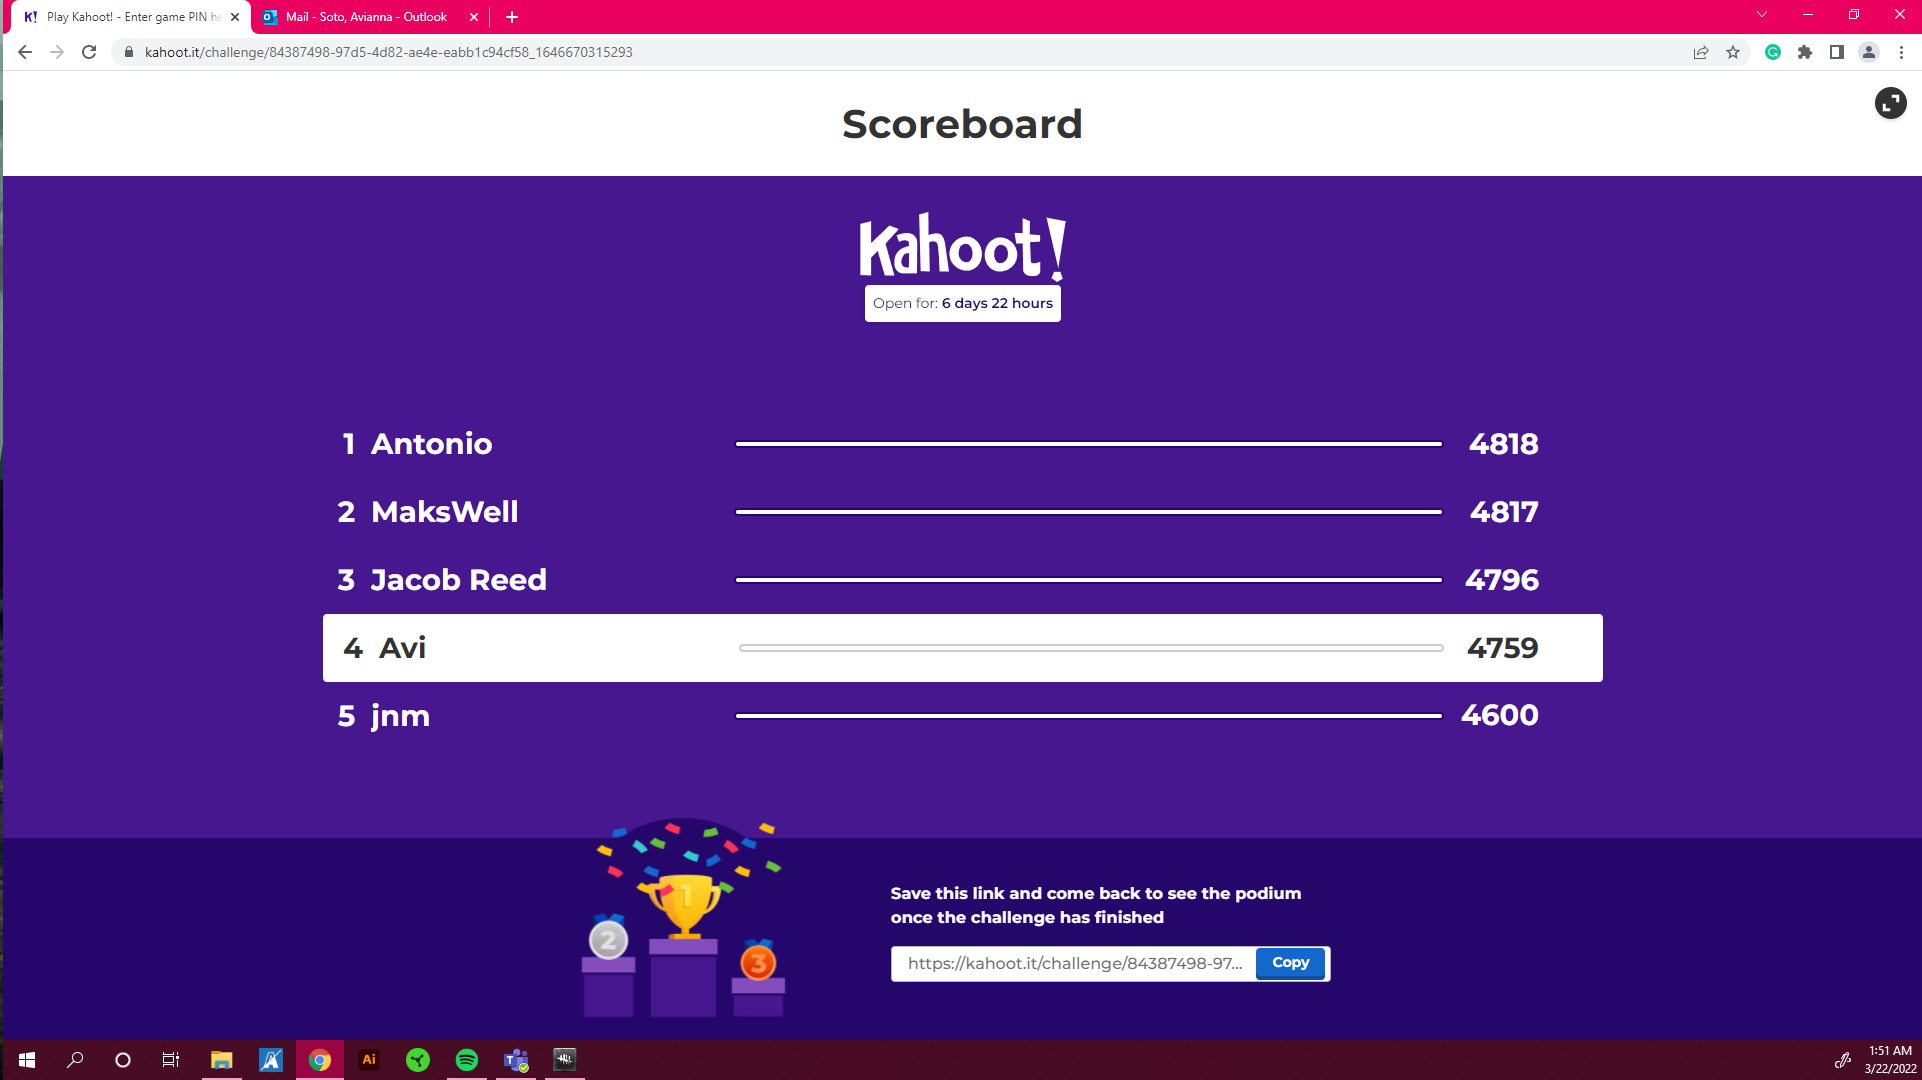 K! Play Kahoot! - Enter game PIN he
Mail - Soto, Avianna - Outlook
kahoot.it/challenge/84387498-97d5-4d82-ae4e-eabb1c94cf58_1646670315293
Scoreboard
Kahoot!
Open for: 6 days 22 hours
1 Antonio 4818
2 MaksWell 4817
3 Jacob Reed 4796
4 Avi 4759
5 jnm 4600
1
2
3
Save this link and come back to see the podium
once the challenge has finished
https://kahoot.it/challenge/84387498-97... Copy
Ai
T
1:51 AM
3/22/2022